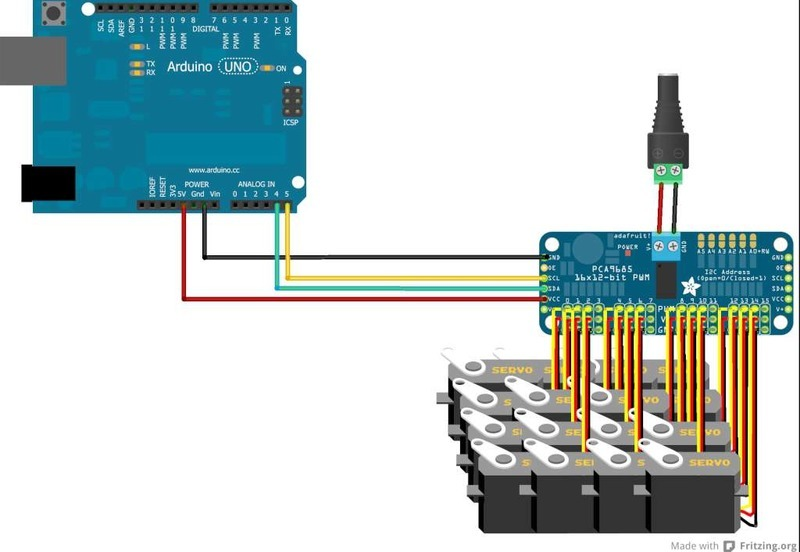 SCL
SDA
AREF
GND
13
12
PWM 11
PWM 10
PWM 9
8
DIGITAL
7
PWM 6
PWM 5
4
PWM 3
2
TX 1
RX 0
L
TX
RX
Arduino UNO
ON
1
ICSP
www.arduino.cc
POWER
ANALOG IN
IOREF
RESET
3V3
5V
Gnd
Vin
0 1 2 3 4 5
adafruit!
POWER
V+
GND
A5 A4 A3 A2 A1 A0 +RW
PCA9685
16x12-bit PWM
I2C Address
(Open=0/Closed=1)
GND
OE
SCL
SDA
VCC
V+
GND
OE
SCL
SDA
VCC
V+
0 1 2 3
4 5 6 7
8 9 10 11
12 13 14 15
SERVO
SERVO
SERVO
Made with Fritzing.org